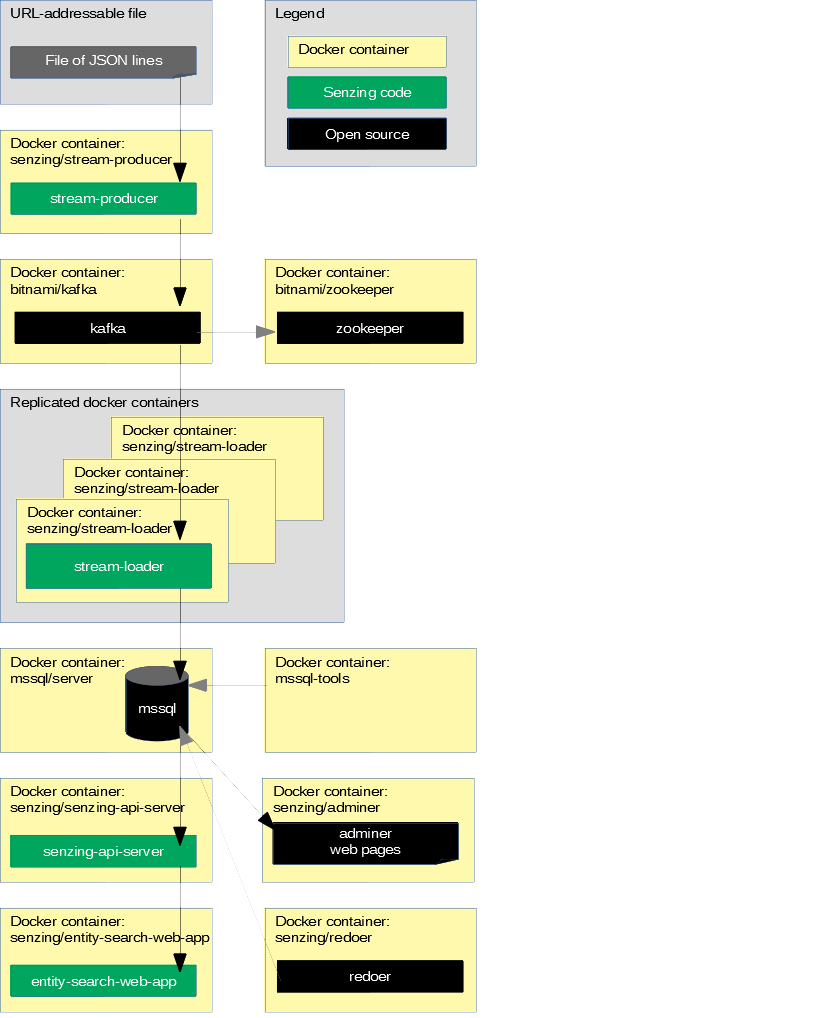 URL-addressable file
File of JSON lines
Legend
Docker container
Senzing code
Open source
Docker container:
senzing/stream-producer
stream-producer
Docker container:
bitnami/kafka
kafka
Docker container:
bitnami/zookeeper
zookeeper
Replicated docker containers
Docker container:
senzing/stream-loader
Docker container:
senzing/stream-loader
Docker container:
senzing/stream-loader
stream-loader
Docker container:
mssql/server
mssql
Docker container:
mssql-tools
Docker container:
senzing/senzing-api-server
senzing-api-server
Docker container:
senzing/adminer
adminer
web pages
Docker container:
senzing/entity-search-web-app
entity-search-web-app
Docker container:
senzing/redoer
redoer